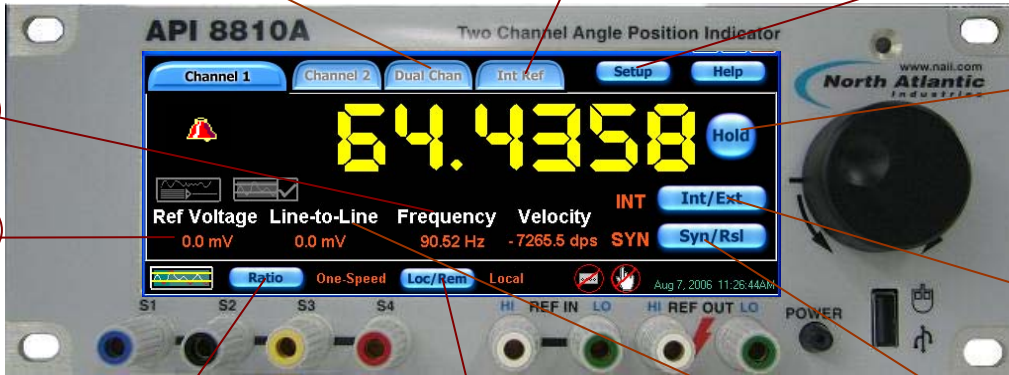 API 8810A
Two Channel Angle Position Indicator
www.naii.com
North Atlantic
Industries
Channel 1
Channel 2
Dual Chan
Int Ref
Setup
Help
64.4358
Hold
INT
Int/Ext
Ref Voltage
Line-to-Line
Frequency
Velocity
0.0 mV
0.0 mV
90.52 Hz
-7265.5 dps
SYN
Syn/Rsl
Ratio
One-Speed
Loc/Rem
Local
Aug 7, 2006 11:26:44AM
S1
S2
S3
S4
HI REF IN LO
HI REF OUT LO
POWER